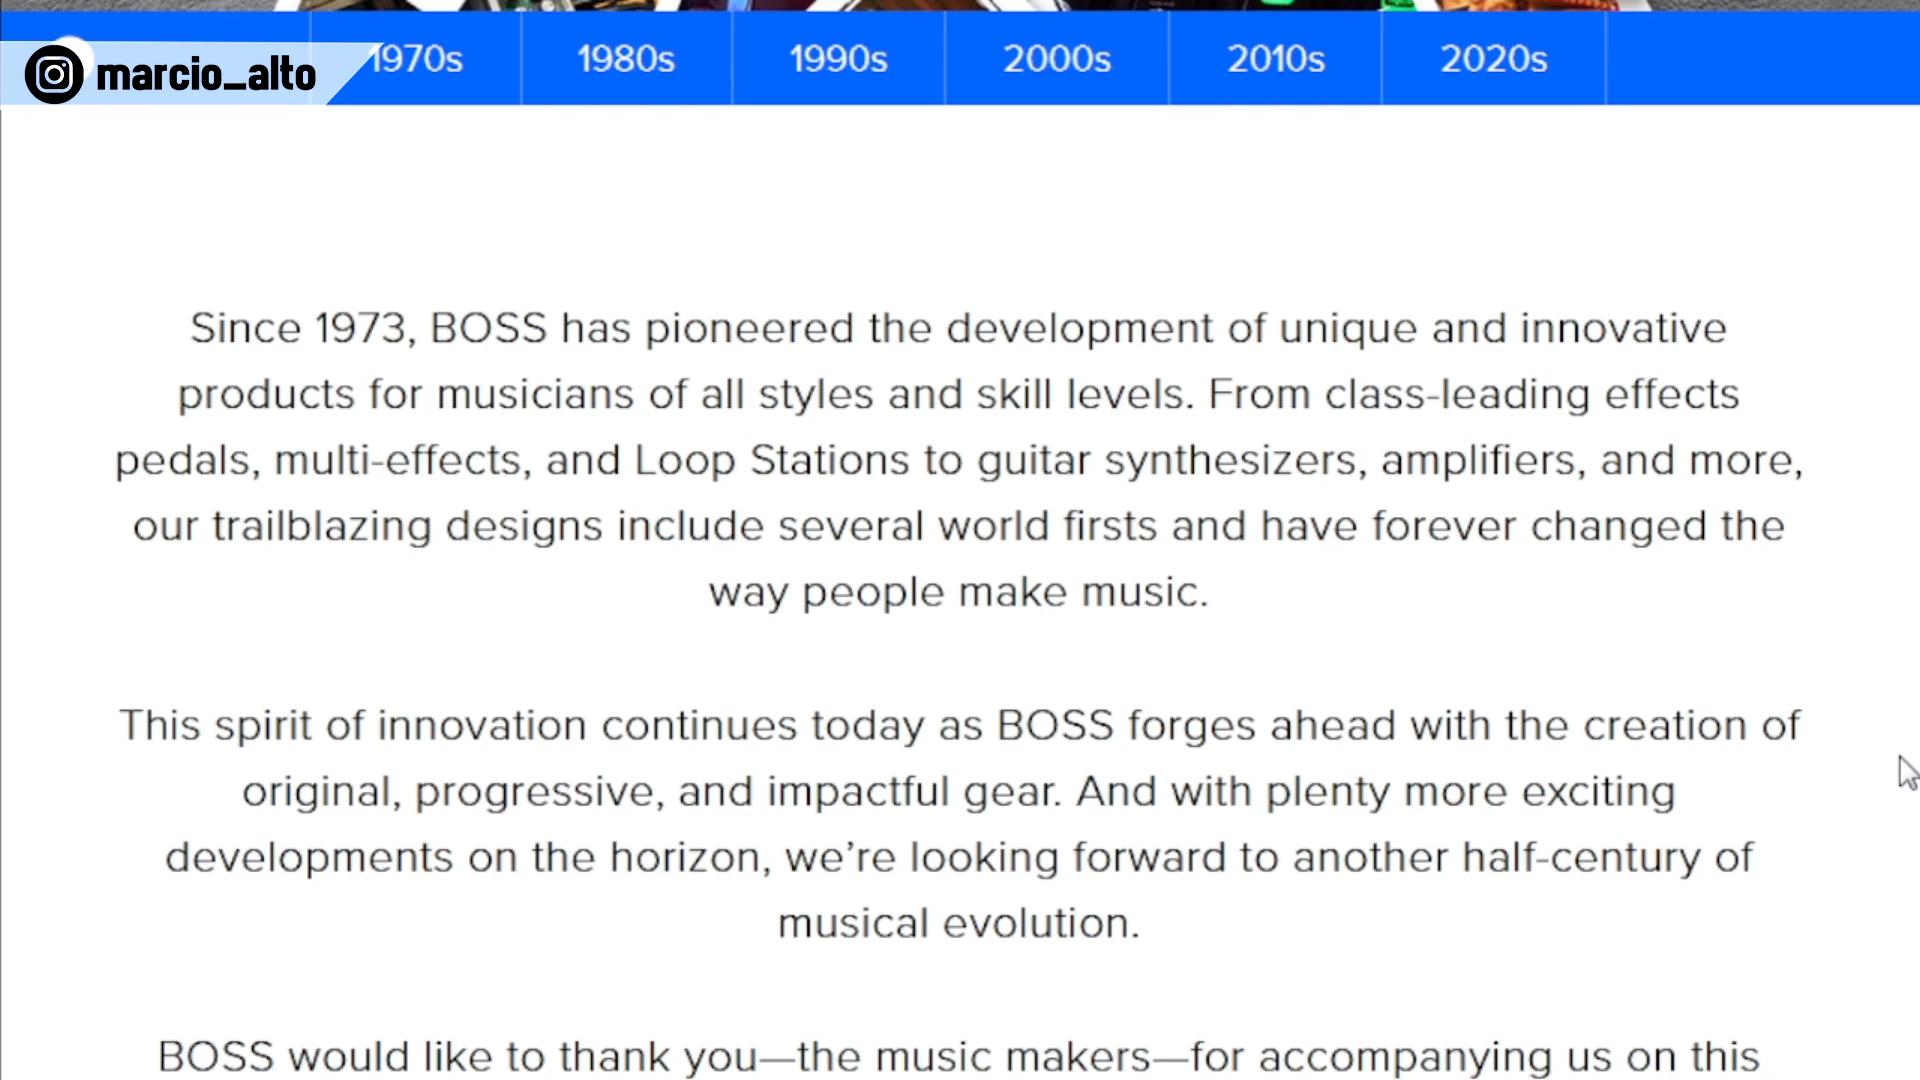 marcio_alto
1970s
1980s
1990s
2000s
2010s
2020s
Since 1973, BOSS has pioneered the development of unique and innovative
products for musicians of all styles and skill levels. From class-leading effects
pedals, multi-effects, and Loop Stations to guitar synthesizers, amplifiers, and more,
our trailblazing designs include several world firsts and have forever changed the
way people make music.
This spirit of innovation continues today as BOSS forges ahead with the creation of
original, progressive, and impactful gear. And with plenty more exciting
developments on the horizon, we’re looking forward to another half-century of
musical evolution.
BOSS would like to thank you—the music makers—for accompanying us on this